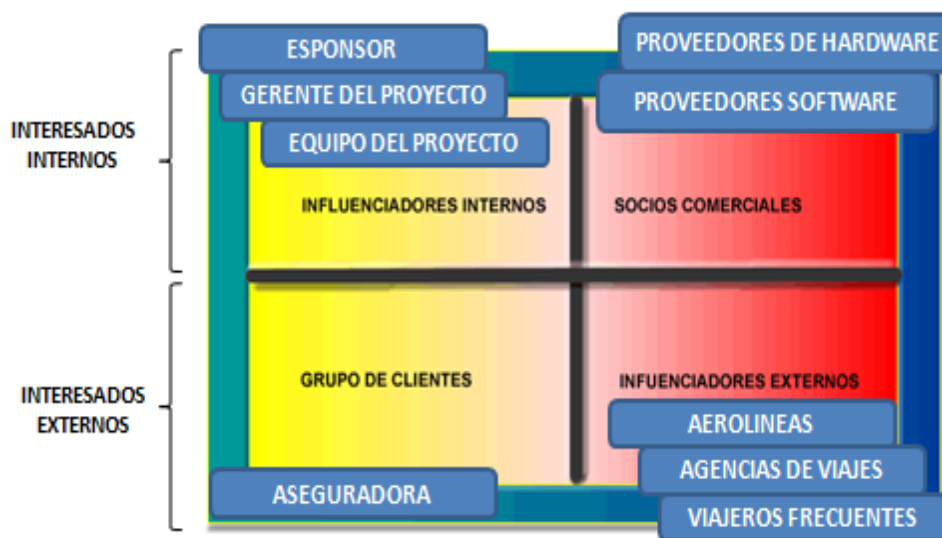 ESPONSOR
PROVEEDORES DE HARDWARE
GERENTE DEL PROYECTO
PROVEEDORES SOFTWARE
EQUIPO DEL PROYECTO
INTERESADOS
INTERNOS
INFLUENCIADORES INTERNOS
SOCIOS COMERCIALES
GRUPO DE CLIENTES
INFUENCIADORES EXTERNOS
INTERESADOS
EXTERNOS
AEROLINEAS
AGENCIAS DE VIAJES
ASEGURADORA
VIAJEROS FRECUENTES